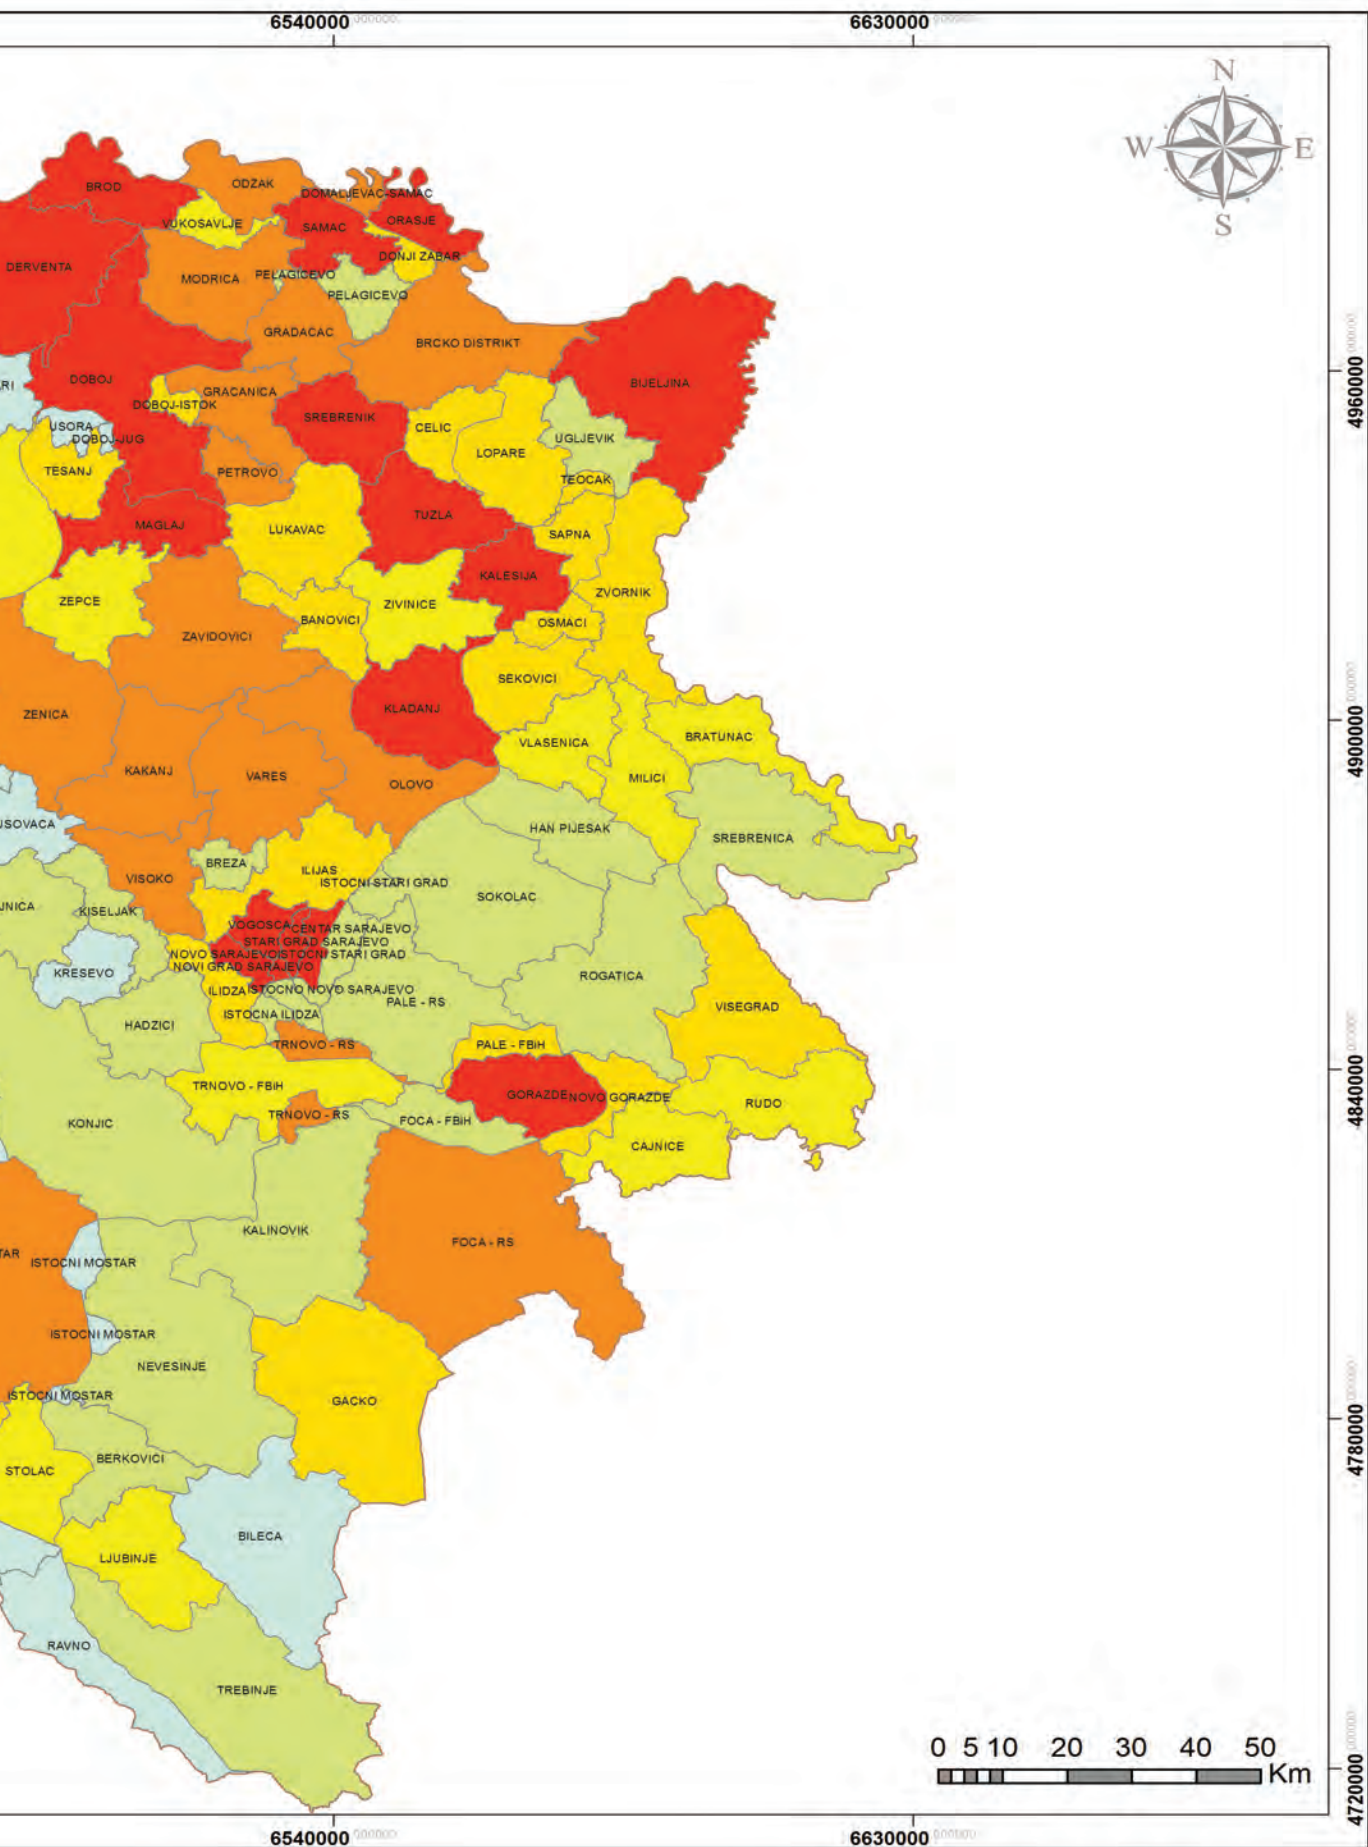 6540000 6630000
N
W E
S
BROD
ODZAK
DOMALJEVAC-SAMAC
VUKOSAVLJE
SAMAC
ORASJE
DERVENTA
DONJI ZABAR
MODRICA
PELAGICEVO
PELAGICEVO
GRADACAC
BRCKO DISTRIKT
4960000
DOBOJ
BIJELJINA
GRACANICA
DOBOJ-ISTOK
SREBRENIK
USORA
CELIC
DOBOJ-JUG
UGLJEVIK
TESANJ
PETROVO
LOPARE
TEOCAK
MAGLAJ
LUKAVAC
TUZLA
SAPNA
KALESIJA
ZVORNIK
ZEPCE
ZIVINICE
BANOVICI
OSMACI
ZAVIDOVICI
SEKOVICI
ZENICA
KLADANJ
4900000
VLASENICA
BRATUNAC
KAKANJ
VARES
OLOVO
MILICI
SOVACA
HAN PIJESAK
SREBRENICA
BREZA
ILIJAS
VISOKO
ISTOCNI STARI GRAD
SOKOLAC
JNICA
KISELJAK
VOGOSCA
CENTAR SARAJEVO
STARI GRAD SARAJEVO
NOVO SARAJEVO
ISTOCNI STARI GRAD
NOVI GRAD SARAJEVO
KRESEVO
ROGATICA
ILIDZA
ISTOCNO NOVO SARAJEVO
PALE - RS
VISEGRAD
ISTOCNA ILIDZA
HADZICI
TRNOVO - RS
PALE - FBiH
4840000
TRNOVO - FBiH
GORAZDE
NOVO GORAZDE
RUDO
TRNOVO - RS
KONJIC
FOCA - FBiH
CAJNICE
KALINOVIK
FOCA - RS
TAR
ISTOCNI MOSTAR
ISTOCNI MOSTAR
NEVESINJE
ISTOCNI MOSTAR
GACKO
4780000
BERKOVICI
STOLAC
BILECA
LJUBINJE
RAVNO
TREBINJE
0 5 10 20 30 40 50
Km
4720000
6540000 6630000